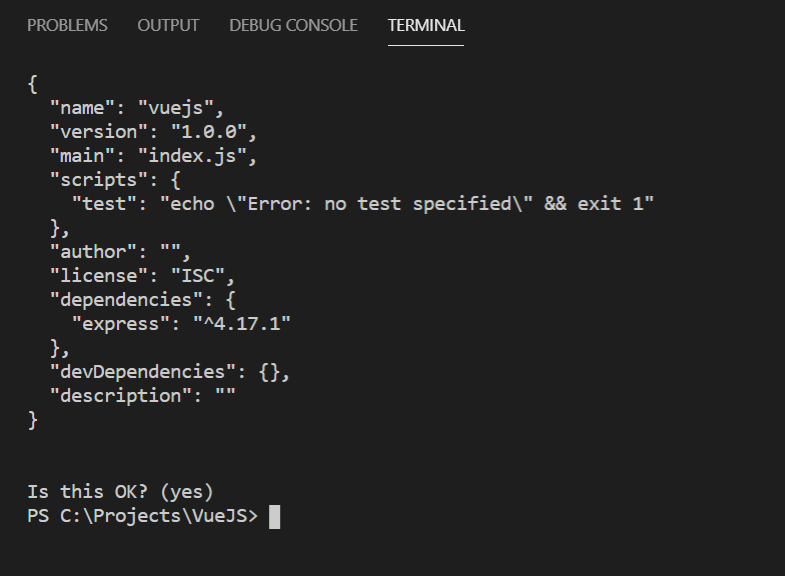 PROBLEMS OUTPUT DEBUG CONSOLE TERMINAL
{
  "name": "vuejs",
  "version": "1.0.0",
  "main": "index.js",
  "scripts": {
    "test": "echo \"Error: no test specified\" && exit 1"
  },
  "author": "",
  "license": "ISC",
  "dependencies": {
    "express": "^4.17.1"
  },
  "devDependencies": {},
  "description": ""
}
Is this OK? (yes)
PS C:\Projects\VueJS>